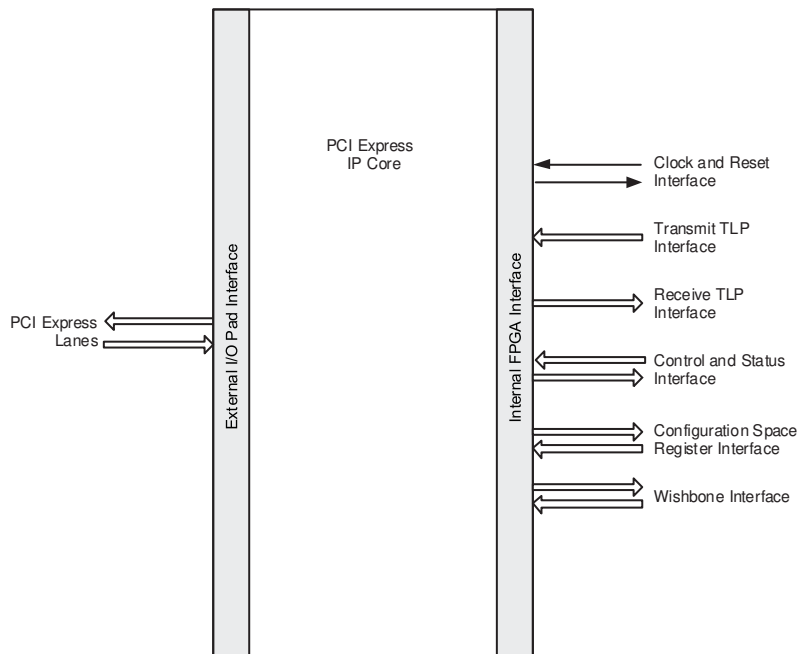 PCI Express
IP Core
External I/O Pad Interface
Internal FPGA Interface
PCI Express
Lanes
Clock and Reset
Interface
Transmit TLP
Interface
Receive TLP
Interface
Control and Status
Interface
Configuration Space
Register Interface
Wishbone Interface